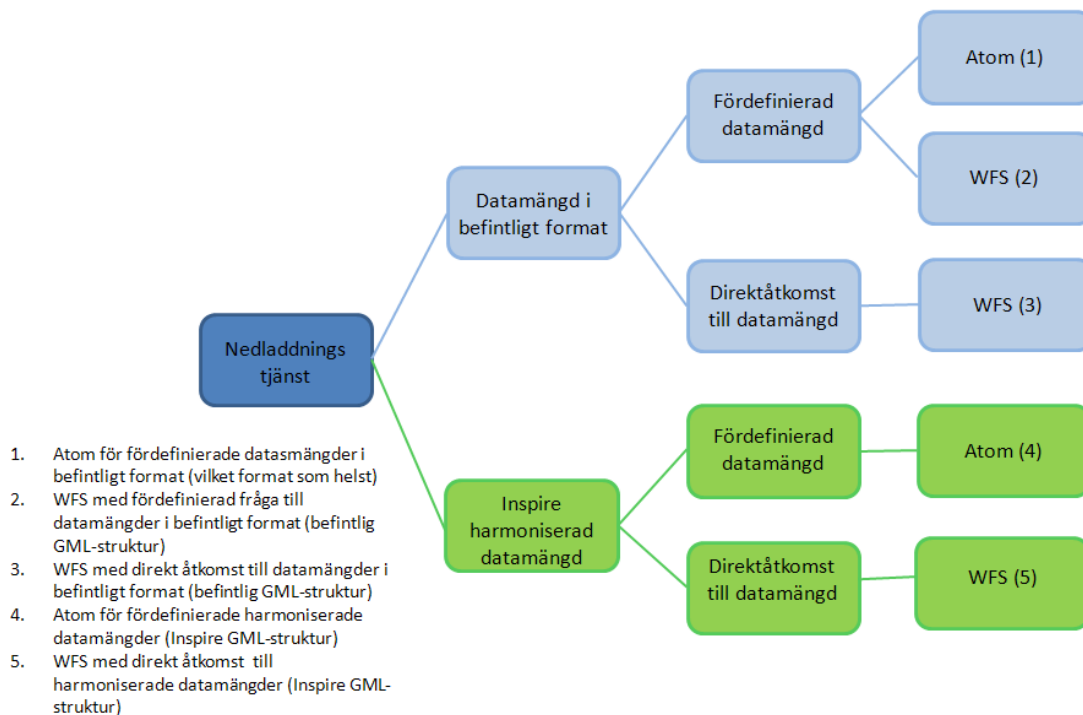 Atom (1)
Fördefinierad
datamängd
WFS (2)
Datamängd i
befintligt format
Direktåtkomst
till datamängd
WFS (3)
Nedladdnings
tjänst
Fördefinierad
datamängd
Atom (4)
Inspire
harmoniserad
datamängd
Direktåtkomst
till datamängd
WFS (5)
1. Atom för fördefinierade datasmängder i
befintligt format (vilket format som helst)
2. WFS med fördefinierad fråga till
datamängder i befintligt format (befintlig
GML-struktur)
3. WFS med direkt åtkomst till datamängder i
befintligt format (befintlig GML-struktur)
4. Atom för fördefinierade harmoniserade
datamängder (Inspire GML-struktur)
5. WFS med direkt åtkomst till
harmoniserade datamängder (Inspire GML-
struktur)